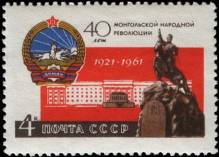 40
ЛЕТ
МОНГОЛЬСКОЙ НАРОДНОЙ
РЕВОЛЮЦИИ
1921-1961
4к ПОЧТА СССР